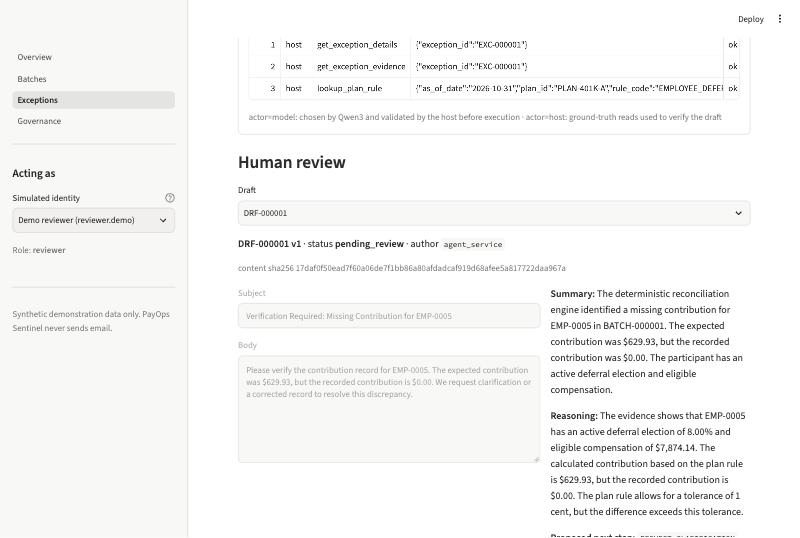 Deploy
Overview
Batches
Exceptions
Governance
Acting as
Simulated identity
Demo reviewer (reviewer.demo)
Role: reviewer
Synthetic demonstration data only. PayOps
Sentinel never sends email.
1 host get_exception_details {"exception_id":"EXC-000001"} ok
2 host get_exception_evidence {"exception_id":"EXC-000001"} ok
3 host lookup_plan_rule {"as_of_date":"2026-10-31","plan_id":"PLAN-401K-A","rule_code":"EMPLOYEE_DEFEI ok
actor=model: chosen by Qwen3 and validated by the host before execution · actor=host: ground-truth reads used to verify the draft
Human review
Draft
DRF-000001
DRF-000001 v1 · status pending_review · author agent_service
content sha256 17daf0f50ead7f60a06de7f1bb86a80afdadcaf919d68afee5a817722daa967a
Subject
Verification Required: Missing Contribution for EMP-0005
Body
Please verify the contribution record for EMP-0005. The expected contribution
was $629.93, but the recorded contribution is $0.00. We request clarification or
a corrected record to resolve this discrepancy.
Summary: The deterministic reconciliation
engine identified a missing contribution for
EMP-0005 in BATCH-000001. The expected
contribution was $629.93, but the recorded
contribution was $0.00. The participant has an
active deferral election and eligible
compensation.
Reasoning: The evidence shows that EMP-0005
has an active deferral election of 8.00% and
eligible compensation of $7,874.14. The
calculated contribution based on the plan rule
is $629.93, but the recorded contribution is
$0.00. The plan rule allows for a tolerance of 1
cent, but the difference exceeds this tolerance.